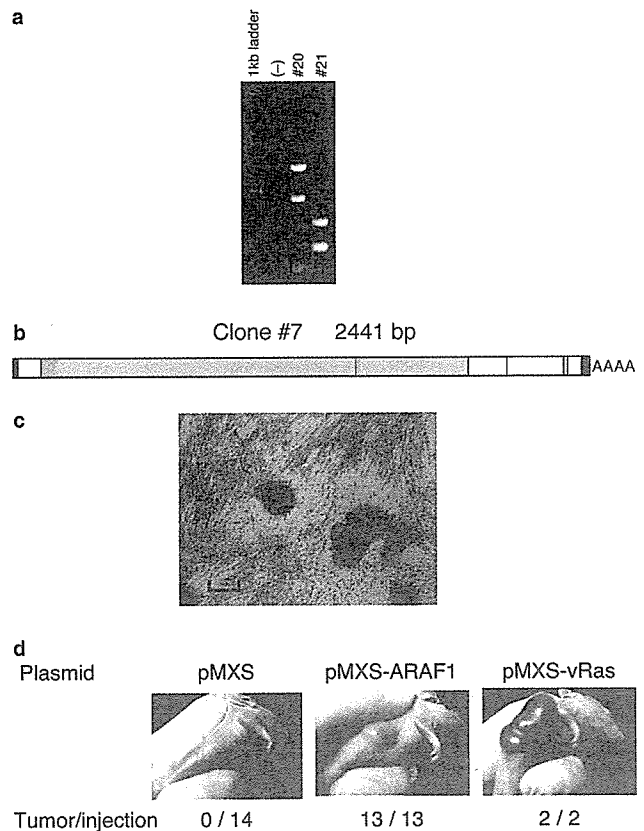 a
1kb ladder
(–)
#20
#21
b
Clone #7 2441 bp
AAAA
c
d
Plasmid pMXS pMXS-ARAF1 pMXS-vRas
Tumor/injection 0 / 14 13 / 13 2 / 2